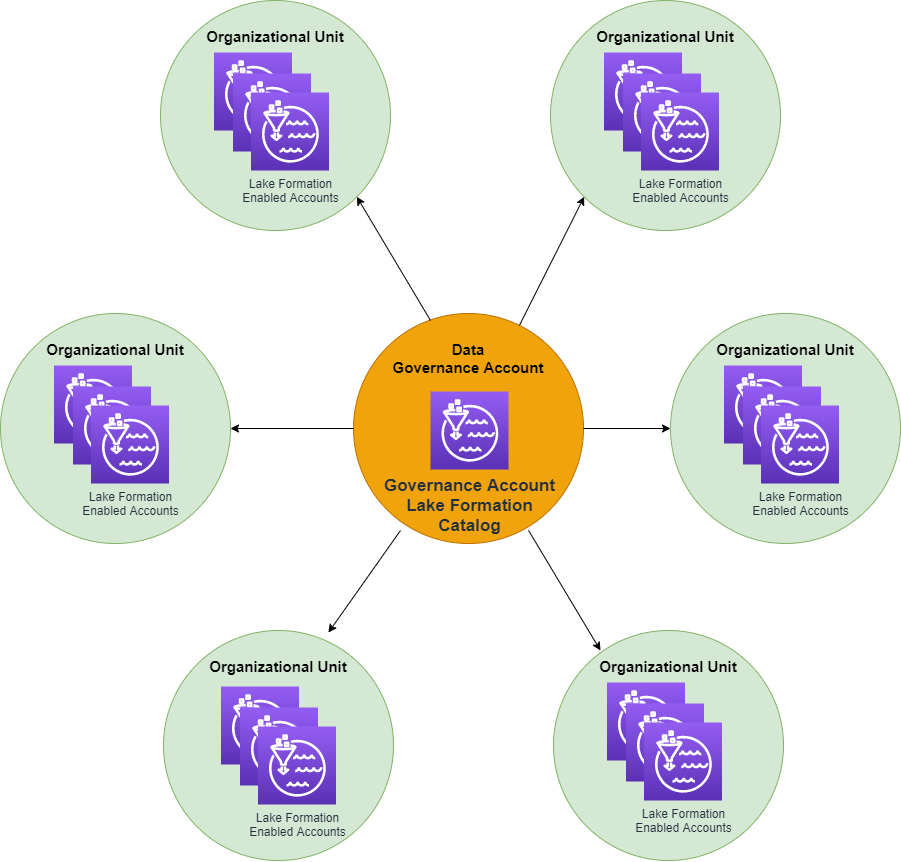 Organizational Unit
Lake Formation
Enabled Accounts
Organizational Unit
Lake Formation
Enabled Accounts
Organizational Unit
Lake Formation
Enabled Accounts
Data
Governance Account
Governance Account
Lake Formation
Catalog
Organizational Unit
Lake Formation
Enabled Accounts
Organizational Unit
Lake Formation
Enabled Accounts
Organizational Unit
Lake Formation
Enabled Accounts